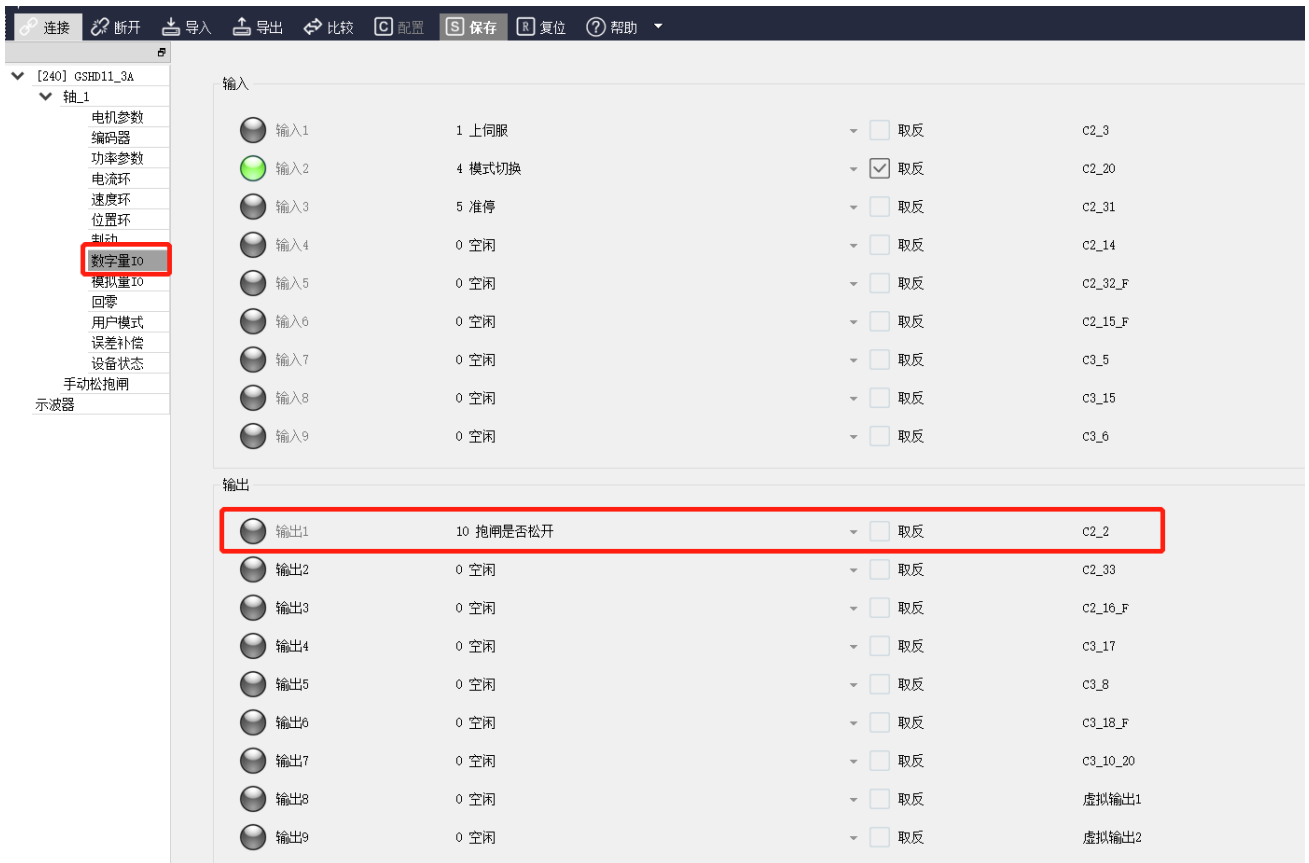 连接 断开 导入 导出 比较 C 配置 S 保存 R 复位 ? 帮助
[240] GSHD11_3A
轴_1
电机参数
编码器
功率参数
电流环
速度环
位置环
制动
数字量IO
模拟量IO
回零
用户模式
误差补偿
设备状态
手动松抱闸
示波器
输入
输入1 1 上伺服 取反 C2_3
输入2 4 模式切换 取反 C2_20
输入3 5 准停 取反 C2_31
输入4 0 空闲 取反 C2_14
输入5 0 空闲 取反 C2_32_F
输入6 0 空闲 取反 C2_15_F
输入7 0 空闲 取反 C3_5
输入8 0 空闲 取反 C3_15
输入9 0 空闲 取反 C3_6
输出
输出1 10 抱闸是否松开 取反 C2_2
输出2 0 空闲 取反 C2_33
输出3 0 空闲 取反 C2_16_F
输出4 0 空闲 取反 C3_17
输出5 0 空闲 取反 C3_8
输出6 0 空闲 取反 C3_18_F
输出7 0 空闲 取反 C3_10_20
输出8 0 空闲 取反 虚拟输出1
输出9 0 空闲 取反 虚拟输出2